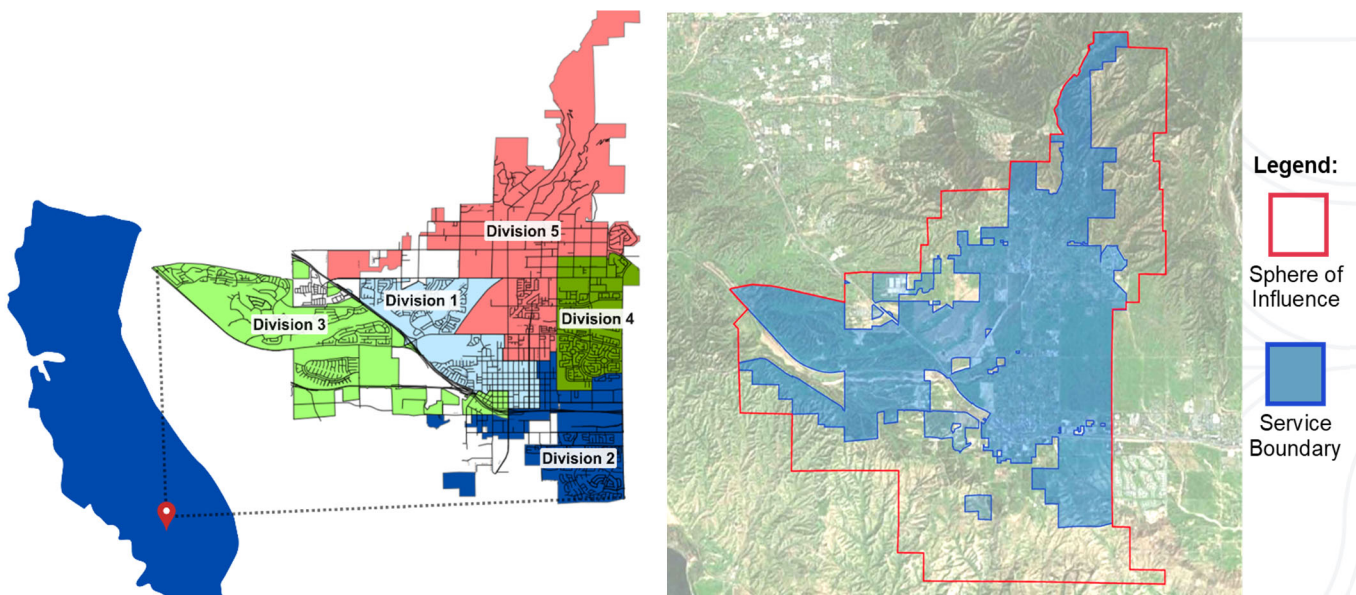 Division 5
Division 1
Division 3
Division 4
Division 2
Legend:
Sphere of
Influence
Service
Boundary